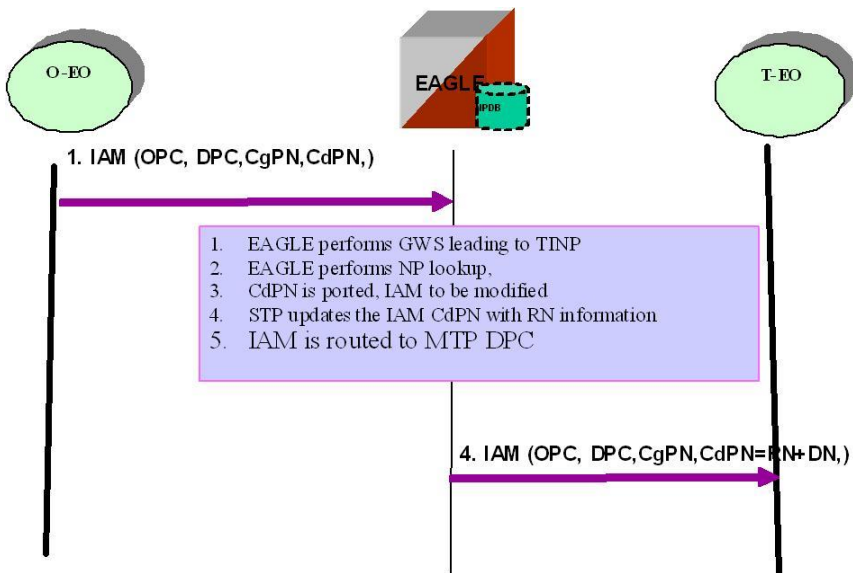 O-EO
EAGLE
T-EO
1. IAM (OPC, DPC,CgPN,CdPN,)
1. EAGLE performs GWS leading to TINP
2. EAGLE performs NP lookup,
3. CdPN is ported, IAM to be modified
4. STP updates the IAM CdPN with RN information
5. IAM is routed to MTP DPC
4. IAM (OPC, DPC,CgPN,CdPN=RN+DN,)